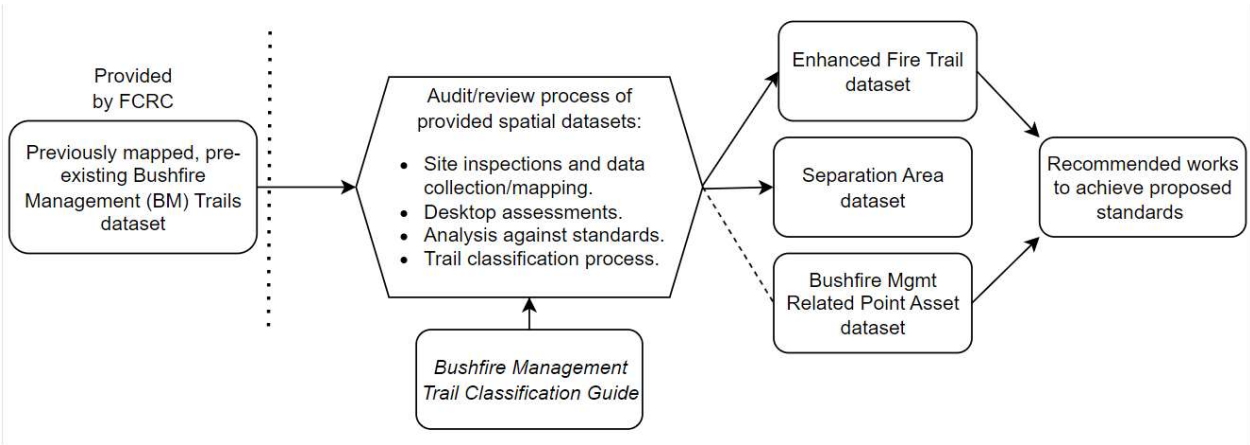 Provided
by FCRC
Previously mapped, pre-
existing Bushfire
Management (BM) Trails
dataset
Audit/review process of
provided spatial datasets:
• Site inspections and data
collection/mapping.
• Desktop assessments.
• Analysis against standards.
• Trail classification process.
Bushfire Management
Trail Classification Guide
Enhanced Fire Trail
dataset
Separation Area
dataset
Bushfire Mgmt
Related Point Asset
dataset
Recommended works
to achieve proposed
standards